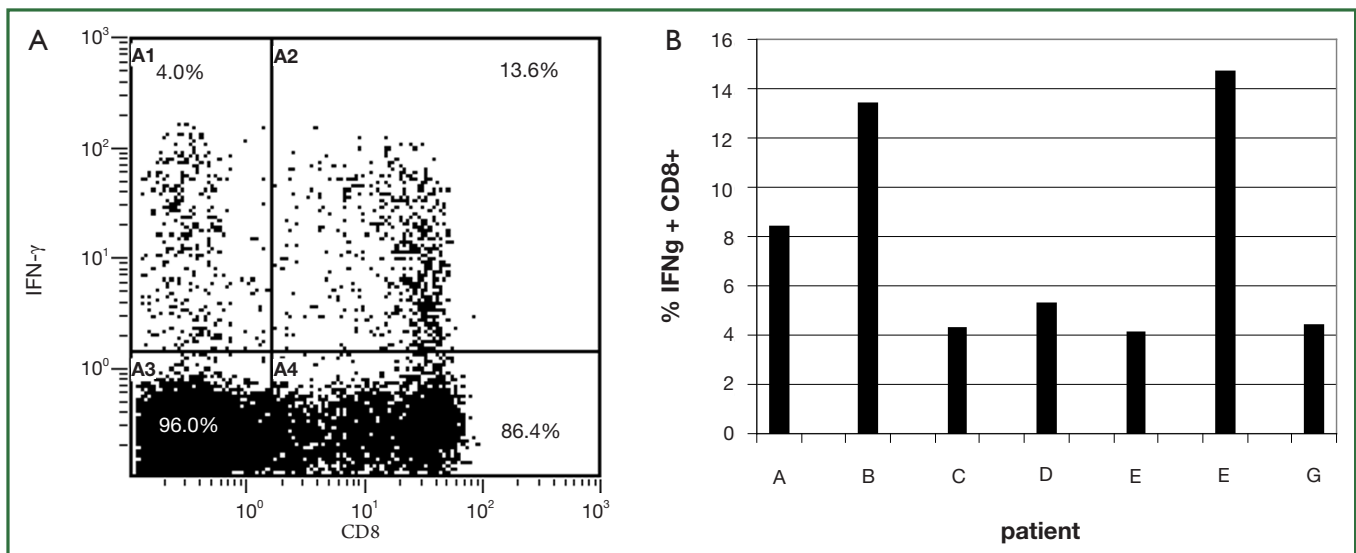 A
10³
A1
A2
4.0%
13.6%
10²
IFN-γ
10¹
10⁰
A3
A4
96.0%
86.4%
10⁰ 10¹ 10² 10³
CD8
B
16
14
12
10
8
6
4
2
0
% IFNg + CD8+
A B C D E E G
patient